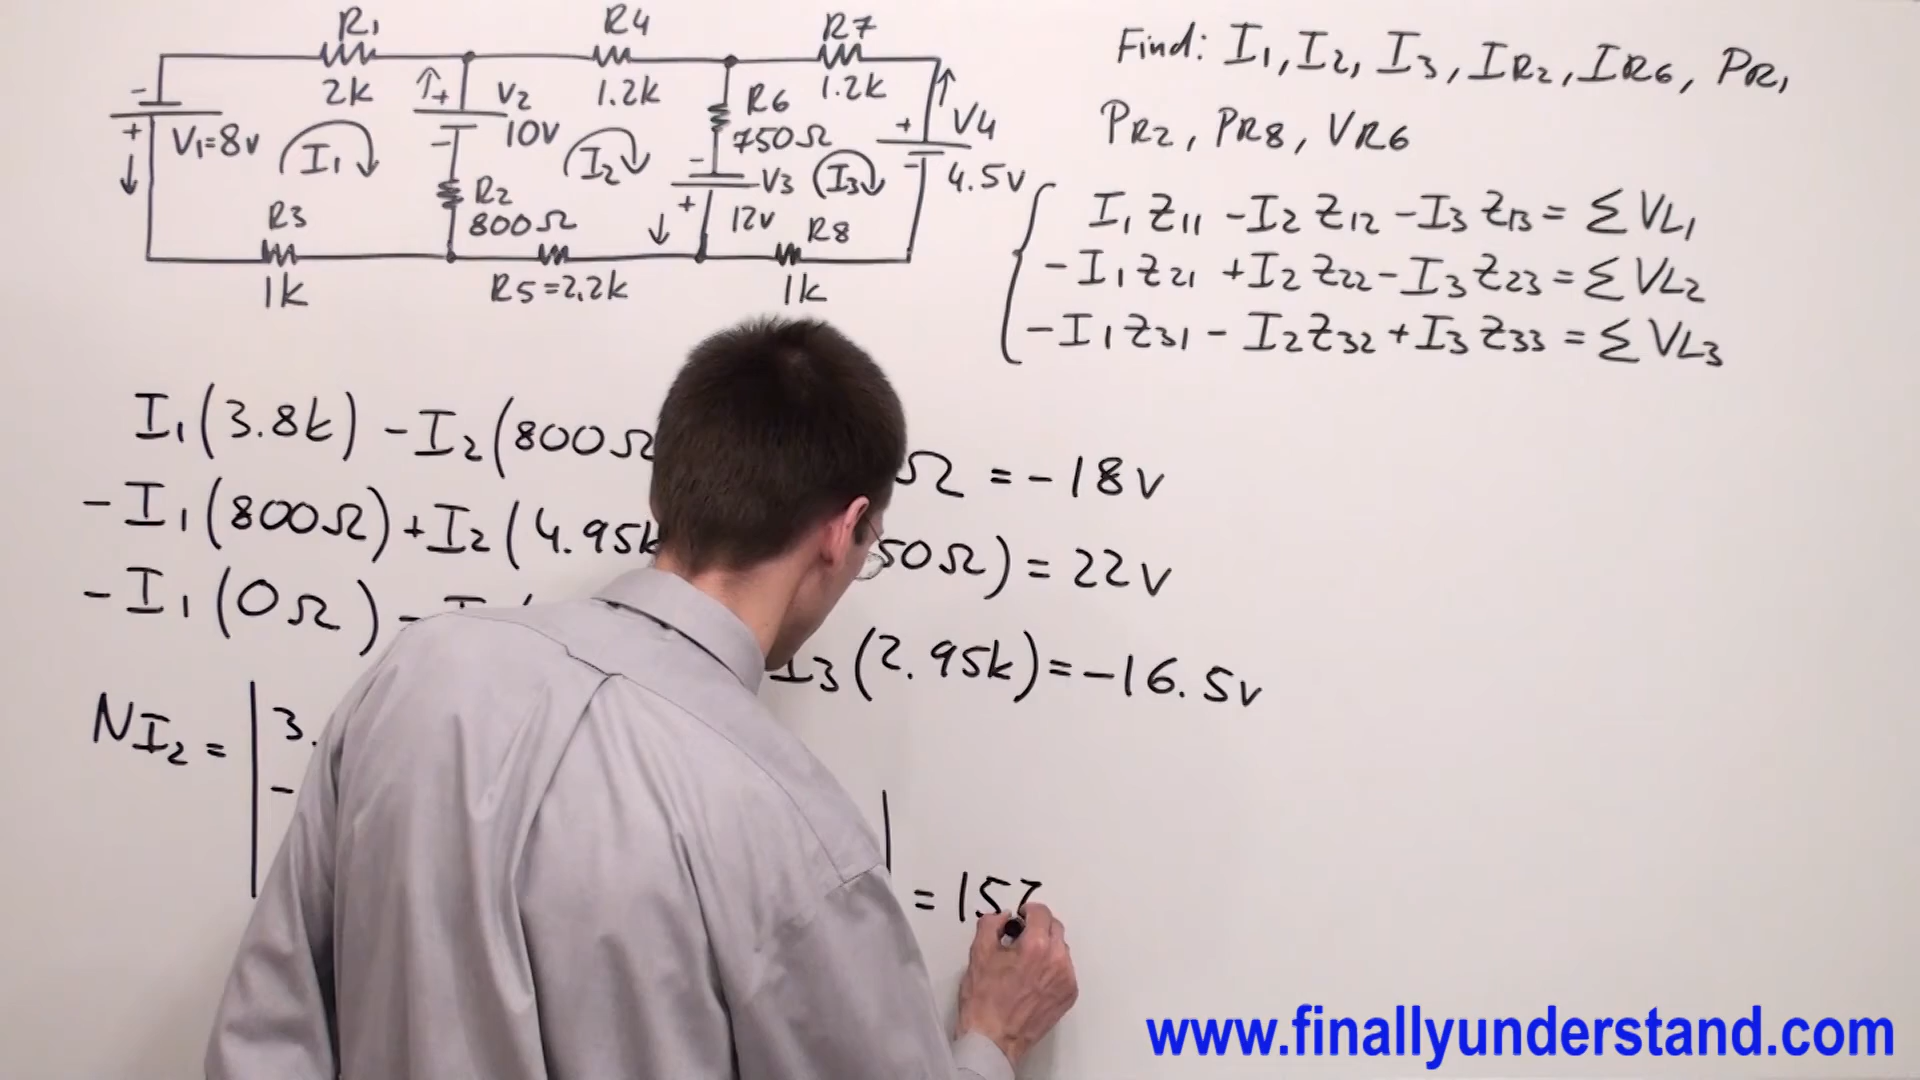 R1 R4 R7
2k 1.2k 1.2k
- + V1=8v I1
+ V2 10V - I2
R6 750Ω
- V3 + 12v I3
+ V4 - 4.5v
R2 800Ω
R3 R8
1k R5=2.2k 1k
Find: I1, I2, I3, IR2, IR6, PR1
PR2, PR8, VR6
I1 Z11 - I2 Z12 - I3 Z13 = ∑ VL1
- I1 Z21 + I2 Z22 - I3 Z23 = ∑ VL2
- I1 Z31 - I2 Z32 + I3 Z33 = ∑ VL3
I1 (3.8k) - I2 (800Ω Ω = -18v
- I1 (800Ω) + I2 (4.95k 50Ω) = 22v
- I1 (0Ω) - I3 (2.95k) = -16.5v
NI2 = | 3.
- | = 157
www.finallyunderstand.com